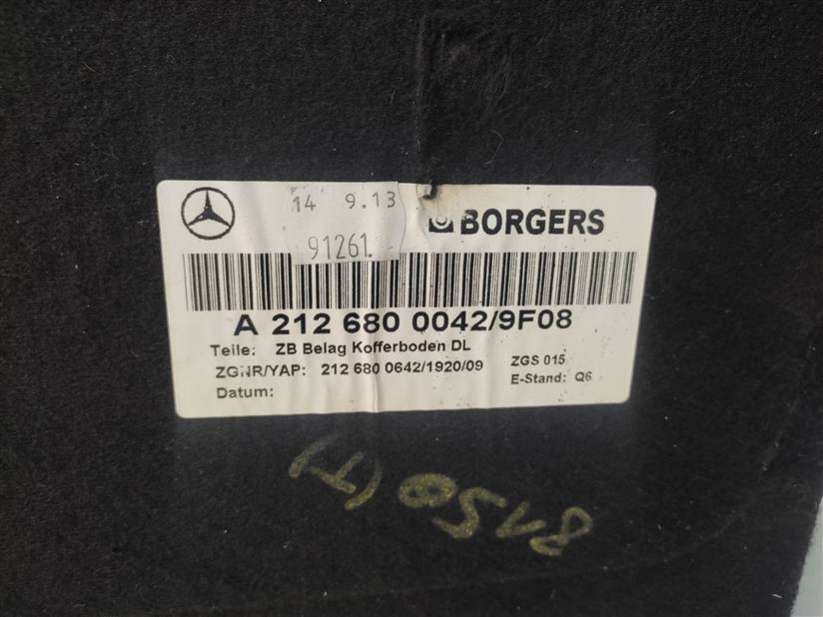 14 9.13
91261.
BORGERS
A 212 680 0042/9F08
Teile: ZB Belag Kofferboden DL
ZGNR/YAP: 212 680 0642/1920/09
ZGS 015
E-Stand: Q6
Datum: